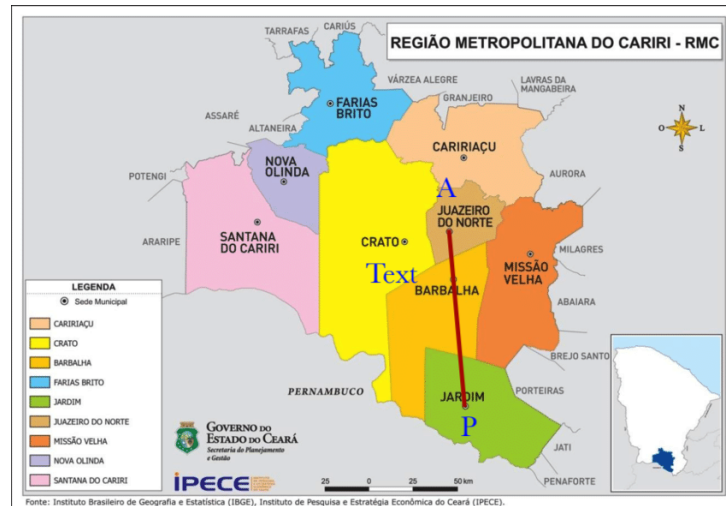 REGIÃO METROPOLITANA DO CARIRI - RMC
TARRAFAS
CARIÚS
VÁRZEA ALEGRE
LAVRAS DA
MANGABEIRA
GRANJEIRO
FARIAS
BRITO
ASSARÉ
ALTANEIRA
N
O
L
S
CARIRIAÇU
NOVA
OLINDA
POTENGI
AURORA
A
JUAZEIRO
DO NORTE
SANTANA
DO CARIRI
CRATO
ARARIPE
MILAGRES
MISSÃO
VELHA
Text
BARBALHA
ABAIARA
LEGENDA
Sede Municipal
CARIRIAÇU
CRATO
BARBALHA
FARIAS BRITO
JARDIM
JUAZEIRO DO NORTE
MISSÃO VELHA
NOVA OLINDA
SANTANA DO CARIRI
BREJO SANTO
PERNAMBUCO
JARDIM
PORTEIRAS
P
JATI
PENAFORTE
GOVERNO DO
ESTADO DO CEARÁ
Secretaria do Planejamento
e Gestão
IPECE
25
0
25
50 km
Fonte: Instituto Brasileiro de Geografia e Estatística (IBGE), Instituto de Pesquisa e Estratégia Econômica do Ceará (IPECE).